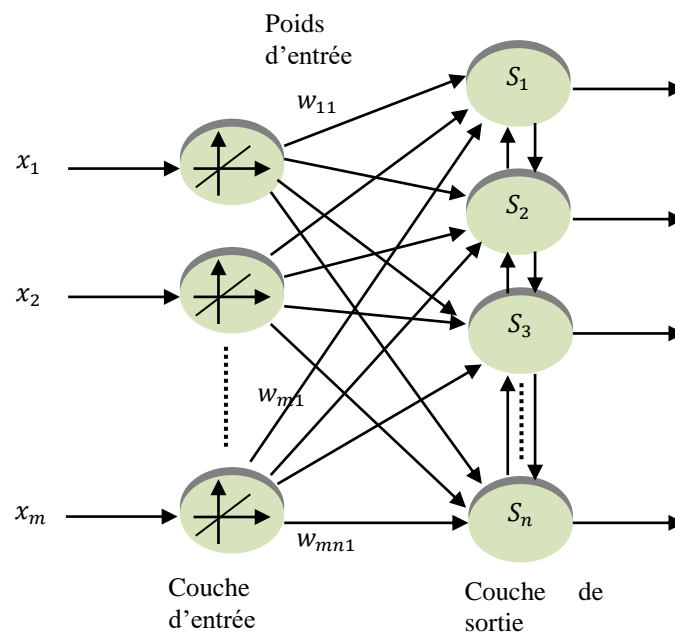 Poids
d'entrée
w₁₁
S₁
x₁
S₂
x₂
S₃
wₘ₁
xₘ
Sₙ
wₘₙ₁
Couche
d'entrée
Couche de
sortie